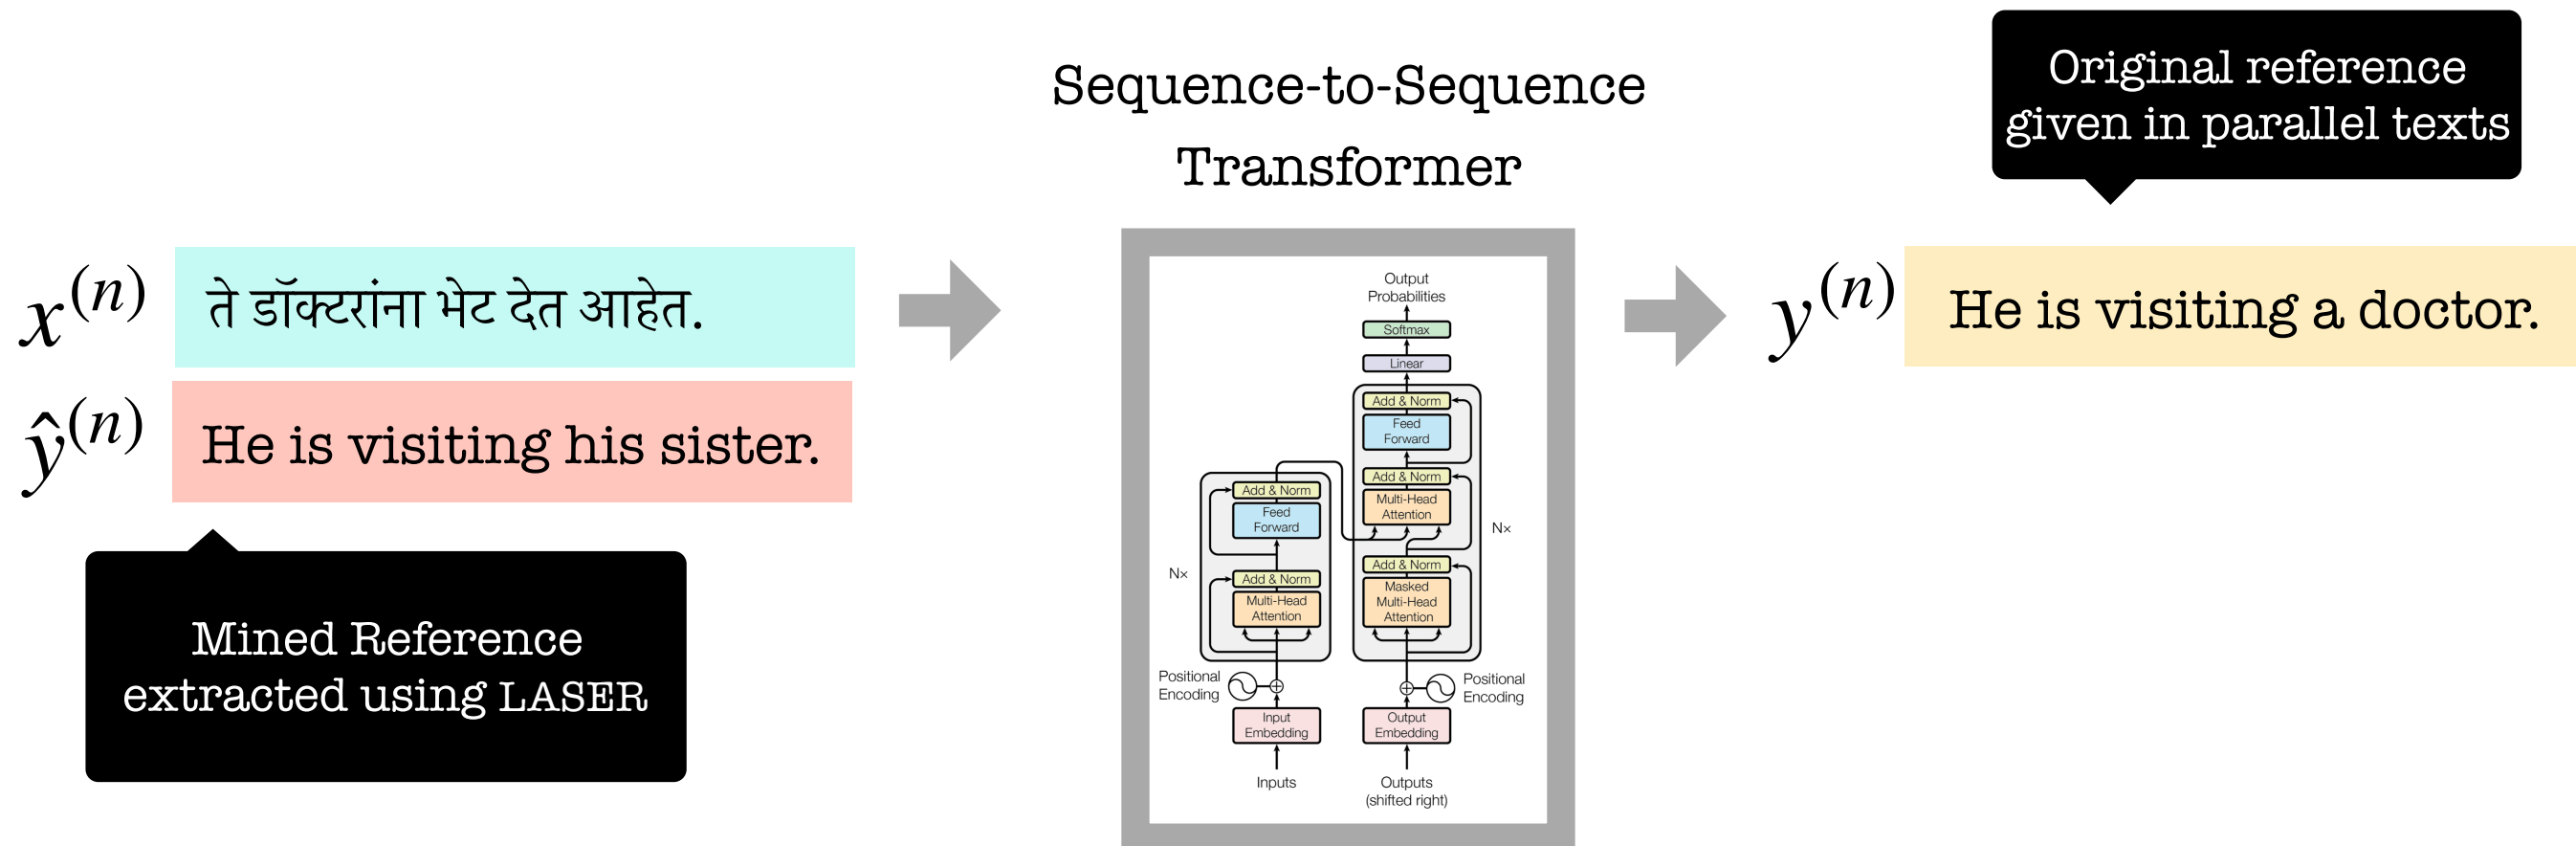 Sequence-to-Sequence
Transformer
Original reference
given in parallel texts
x^(n)
ते डॉक्टरांना भेट देत आहेत.
ŷ^(n)
He is visiting his sister.
Mined Reference
extracted using LASER
Output
Probabilities
Softmax
Linear
Add & Norm
Feed
Forward
Add & Norm
Multi-Head
Attention
Add & Norm
Masked
Multi-Head
Attention
N×
Positional
Encoding
Output
Embedding
Outputs
(shifted right)
Add & Norm
Feed
Forward
Add & Norm
Multi-Head
Attention
N×
Positional
Encoding
Input
Embedding
Inputs
y^(n)
He is visiting a doctor.